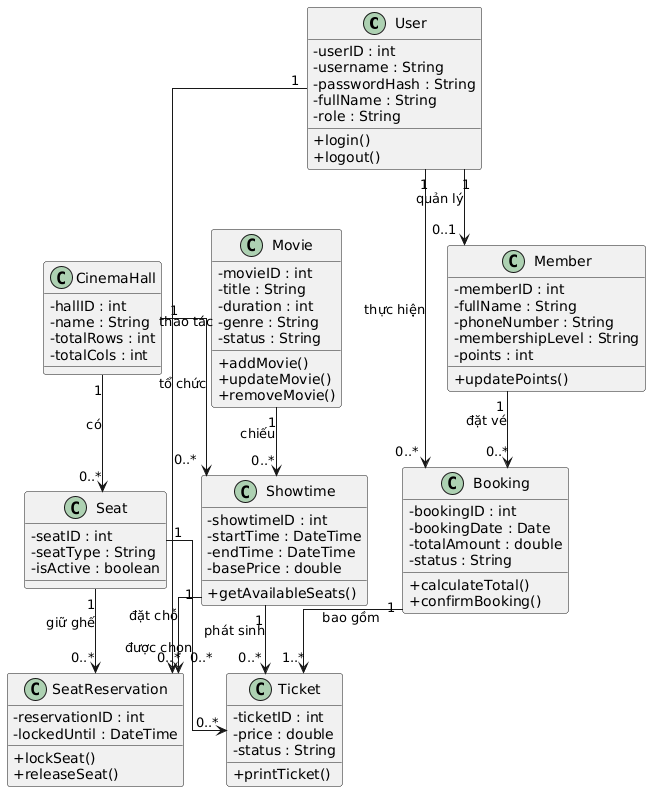 C User
-userID : int
-username : String
-passwordHash : String
-fullName : String
-role : String
+login()
+logout()
1
1
1
quản lý
0..1
C Movie
-movieID : int
-title : String
-duration : int
-genre : String
-status : String
+addMovie()
+updateMovie()
+removeMovie()
C Member
-memberID : int
-fullName : String
-phoneNumber : String
-membershipLevel : String
-points : int
+updatePoints()
C CinemaHall
-hallID : int
-name : String
-totalRows : int
-totalCols : int
1
thao tác
thực hiện
tổ chức
1
có
0..*
1
chiếu
0..*
0..*
1
đặt vé
0..*
0..*
C Seat
-seatID : int
-seatType : String
-isActive : boolean
C Showtime
-showtimeID : int
-startTime : DateTime
-endTime : DateTime
-basePrice : double
+getAvailableSeats()
C Booking
-bookingID : int
-bookingDate : Date
-totalAmount : double
-status : String
+calculateTotal()
+confirmBooking()
1
1
giữ ghế
0..*
1
đặt chỗ
được chọn
0..*
0..*
1
phát sinh
0..*
1
bao gồm
1..*
0..*
C SeatReservation
-reservationID : int
-lockedUntil : DateTime
+lockSeat()
+releaseSeat()
C Ticket
-ticketID : int
-price : double
-status : String
+printTicket()